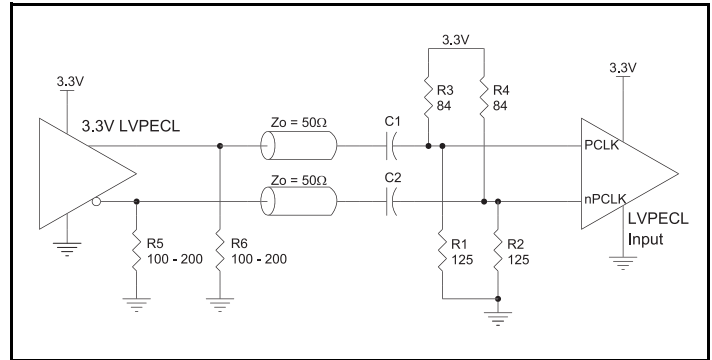 3.3V
3.3V LVPECL
R5
100 - 200
R6
100 - 200
Zo = 50Ω
Zo = 50Ω
C1
C2
3.3V
R3
84
R4
84
R1
125
R2
125
3.3V
PCLK
nPCLK
LVPECL
Input